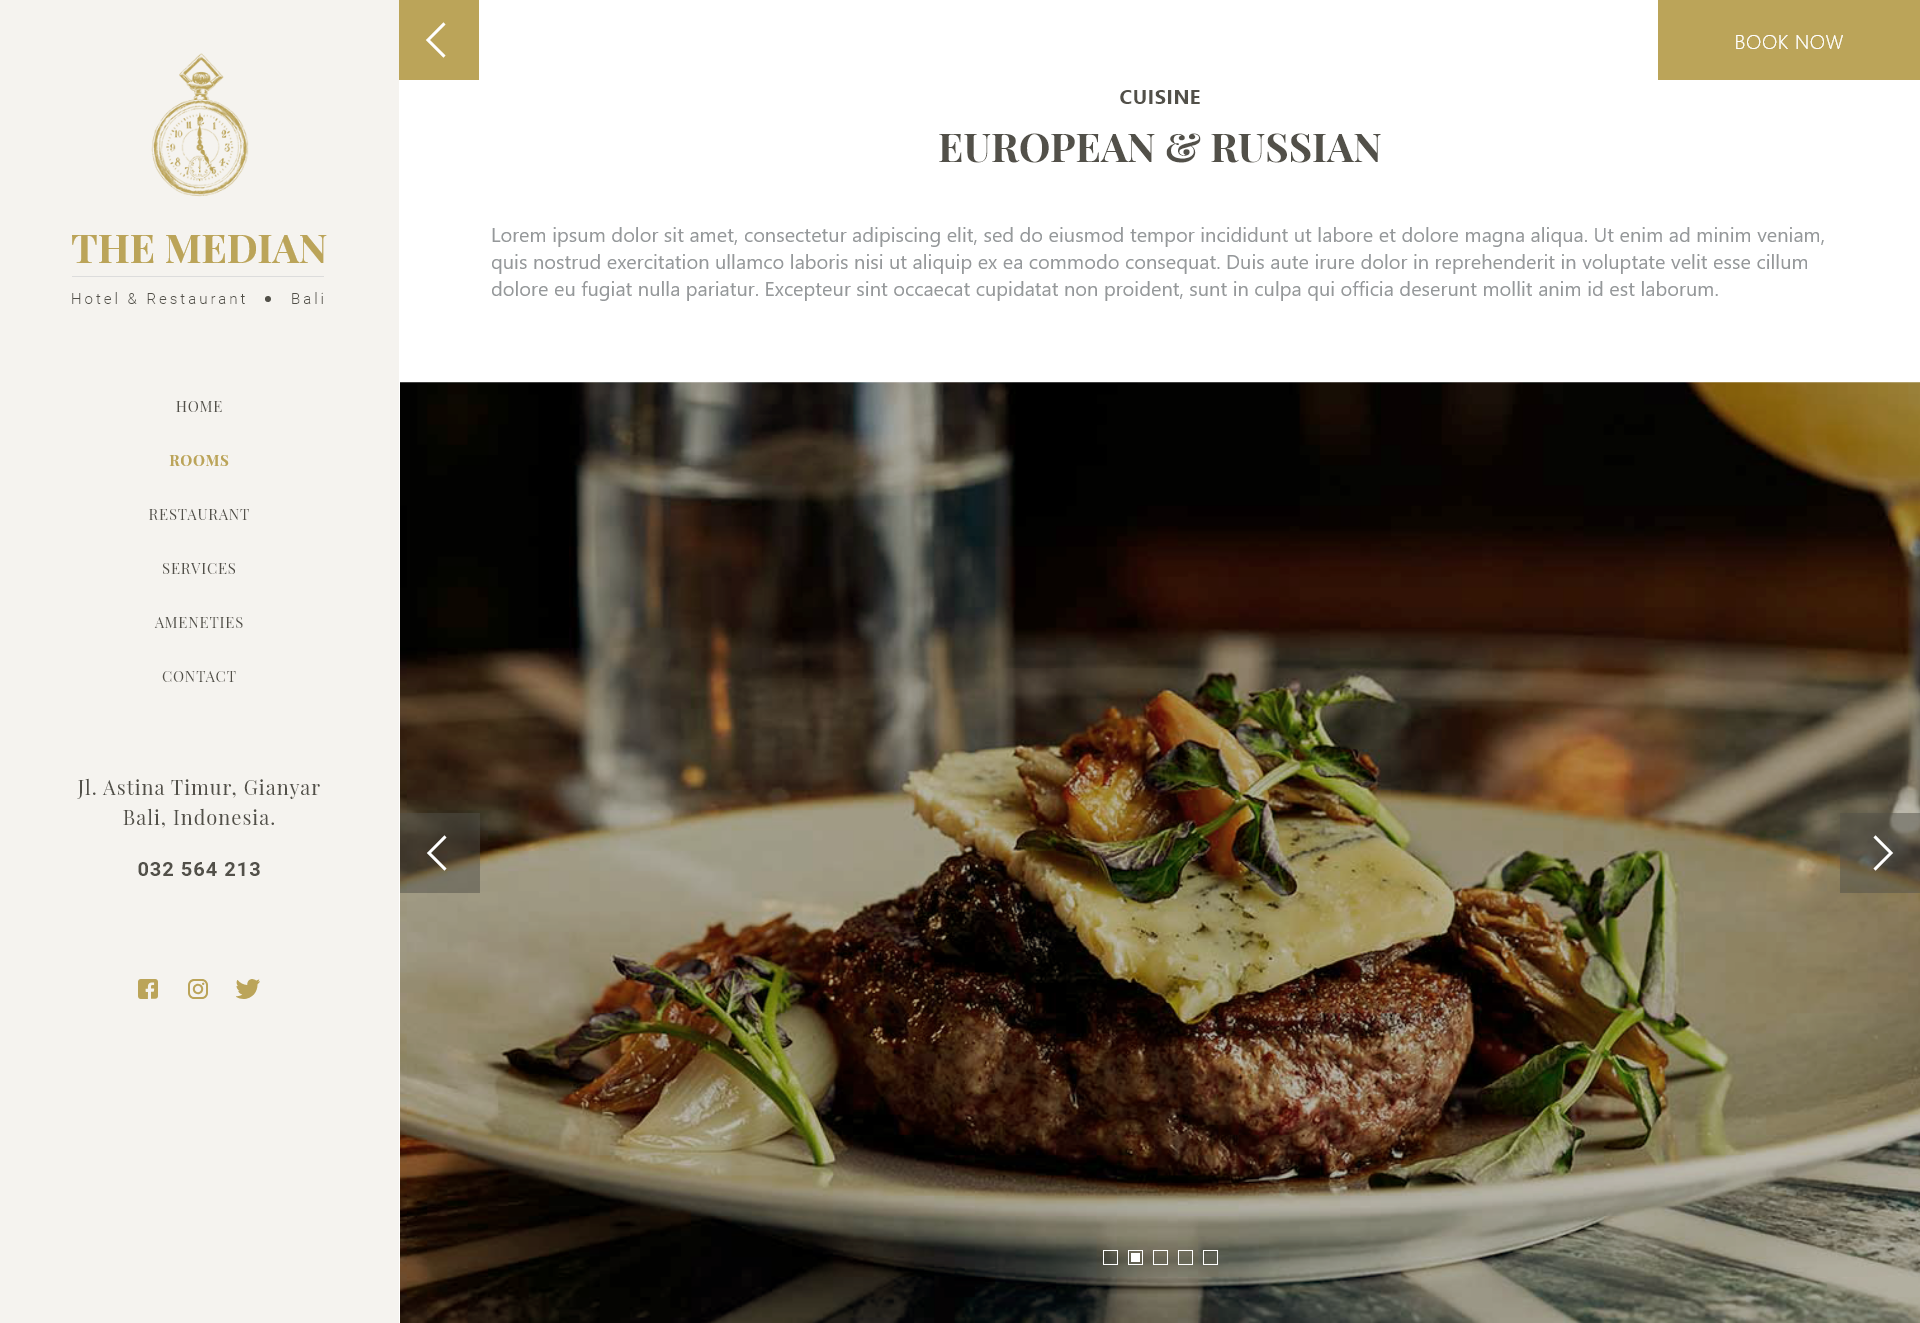 THE MEDIAN
Hotel & Restaurant • Bali
HOME
ROOMS
RESTAURANT
SERVICES
AMENETIES
CONTACT
Jl. Astina Timur, Gianyar
Bali, Indonesia.
032 564 213
BOOK NOW
CUISINE
EUROPEAN & RUSSIAN
Lorem ipsum dolor sit amet, consectetur adipiscing elit, sed do eiusmod tempor incididunt ut labore et dolore magna aliqua. Ut enim ad minim veniam,
quis nostrud exercitation ullamco laboris nisi ut aliquip ex ea commodo consequat. Duis aute irure dolor in reprehenderit in voluptate velit esse cillum
dolore eu fugiat nulla pariatur. Excepteur sint occaecat cupidatat non proident, sunt in culpa qui officia deserunt mollit anim id est laborum.